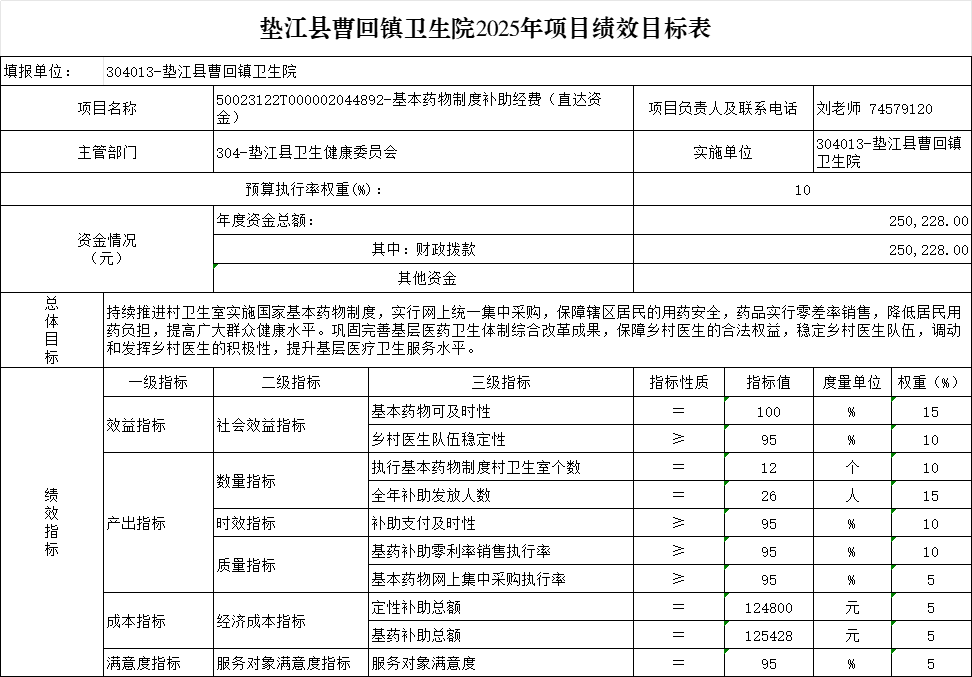 垫江县曹回镇卫生院2025年项目绩效目标表
填报单位: 304013-垫江县曹回镇卫生院
项目名称 50023122T000002044892-基本药物制度补助经费（直达资
金） 项目负责人及联系电话 刘老师 74579120
主管部门 304-垫江县卫生健康委员会 实施单位 304013-垫江县曹回镇
卫生院
预算执行率权重(%): 10
资金情况
（元）
年度资金总额: 250,228.00
其中: 财政拨款 250,228.00
其他资金
总
体
目
标
持续推进村卫生室实施国家基本药物制度，实行网上统一集中采购，保障辖区居民的用药安全，药品实行零差率销售，降低居民用
药负担，提高广大群众健康水平。巩固完善基层医药卫生体制综合改革成果，保障乡村医生的合法权益，稳定乡村医生队伍，调动
和发挥乡村医生的积极性，提升基层医疗卫生服务水平。
绩
效
指
标
一级指标 二级指标 三级指标 指标性质 指标值 度量单位 权重（%）
效益指标 社会效益指标 基本药物可及时性 ＝ 100 % 15
乡村医生队伍稳定性 ≥ 95 % 10
产出指标 数量指标 执行基本药物制度村卫生室个数 ＝ 12 个 10
全年补助发放人数 ＝ 26 人 15
时效指标 补助支付及时性 ≥ 95 % 10
质量指标 基药补助零利率销售执行率 ≥ 95 % 10
基本药物网上集中采购执行率 ≥ 95 % 5
成本指标 经济成本指标 定性补助总额 ＝ 124800 元 5
基药补助总额 ＝ 125428 元 5
满意度指标 服务对象满意度指标 服务对象满意度 ＝ 95 % 5